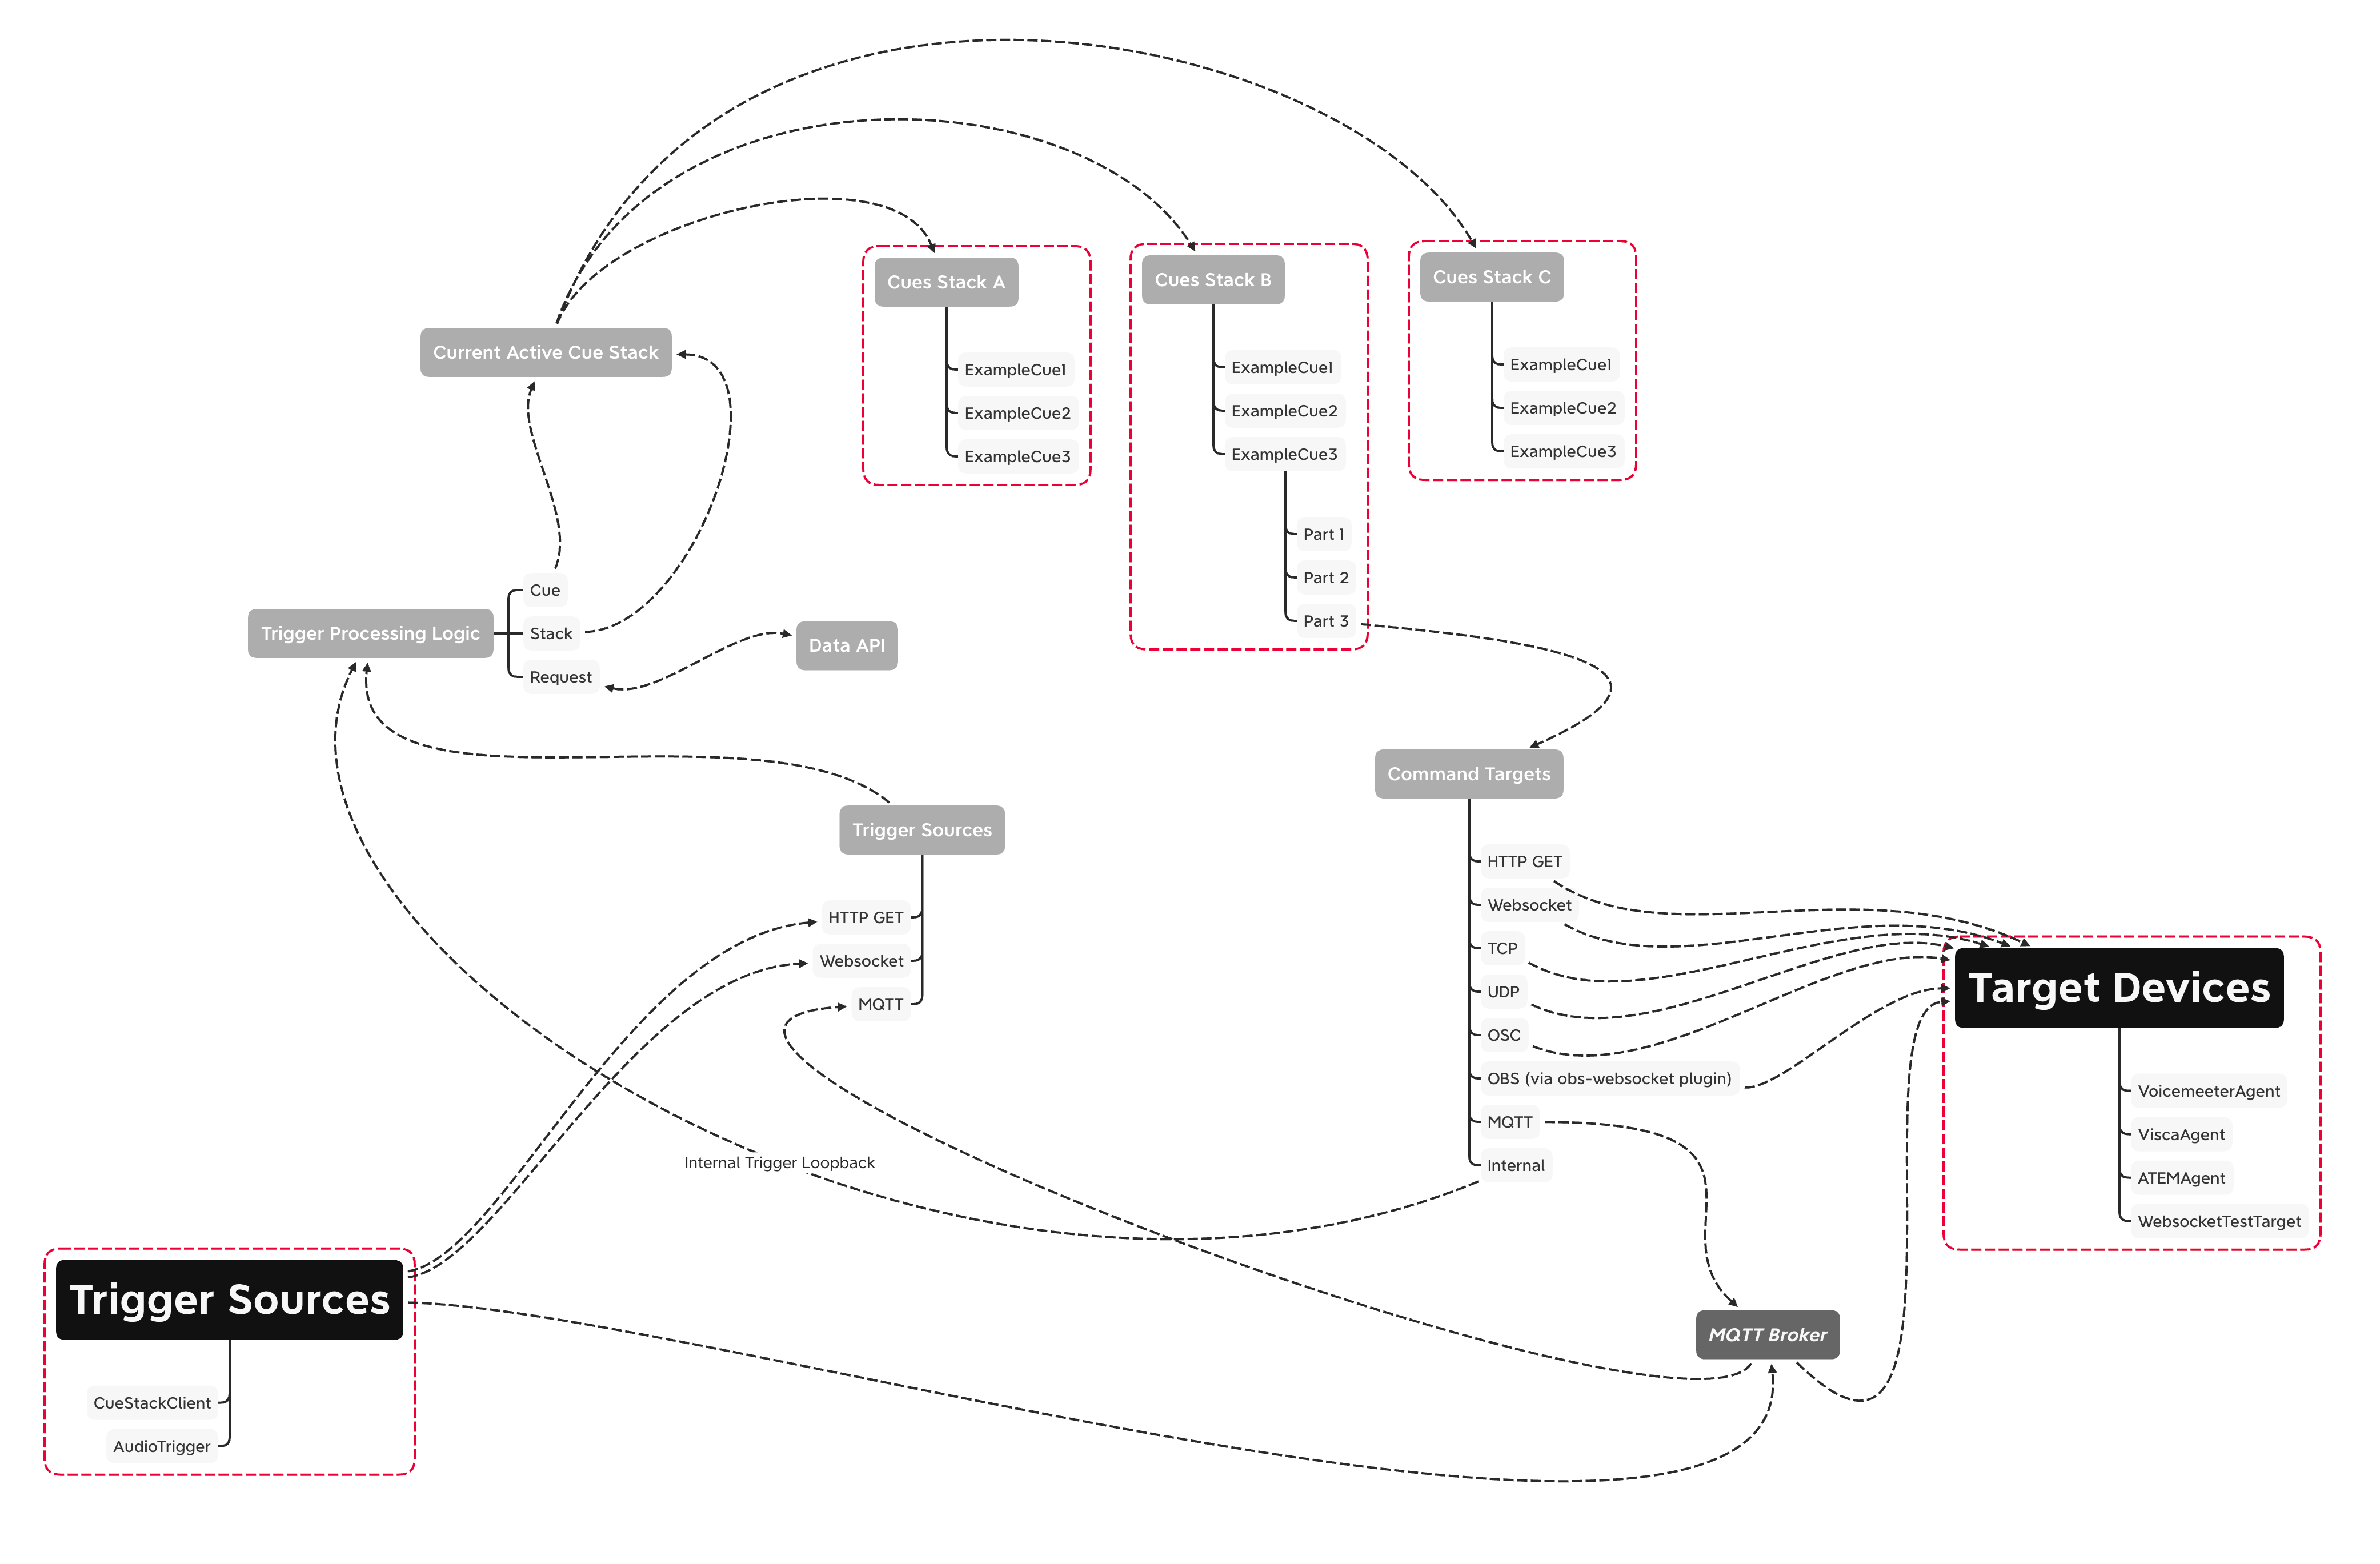 Cues Stack A
ExampleCue1
ExampleCue2
ExampleCue3
Cues Stack B
ExampleCue1
ExampleCue2
ExampleCue3
Part 1
Part 2
Part 3
Cues Stack C
ExampleCue1
ExampleCue2
ExampleCue3
Current Active Cue Stack
Trigger Processing Logic
Cue
Stack
Request
Data API
Trigger Sources
HTTP GET
Websocket
MQTT
Command Targets
HTTP GET
Websocket
TCP
UDP
OSC
OBS (via obs-websocket plugin)
MQTT
Internal
Target Devices
VoicemeeterAgent
ViscaAgent
ATEMAgent
WebsocketTestTarget
Internal Trigger Loopback
Trigger Sources
CueStackClient
AudioTrigger
MQTT Broker